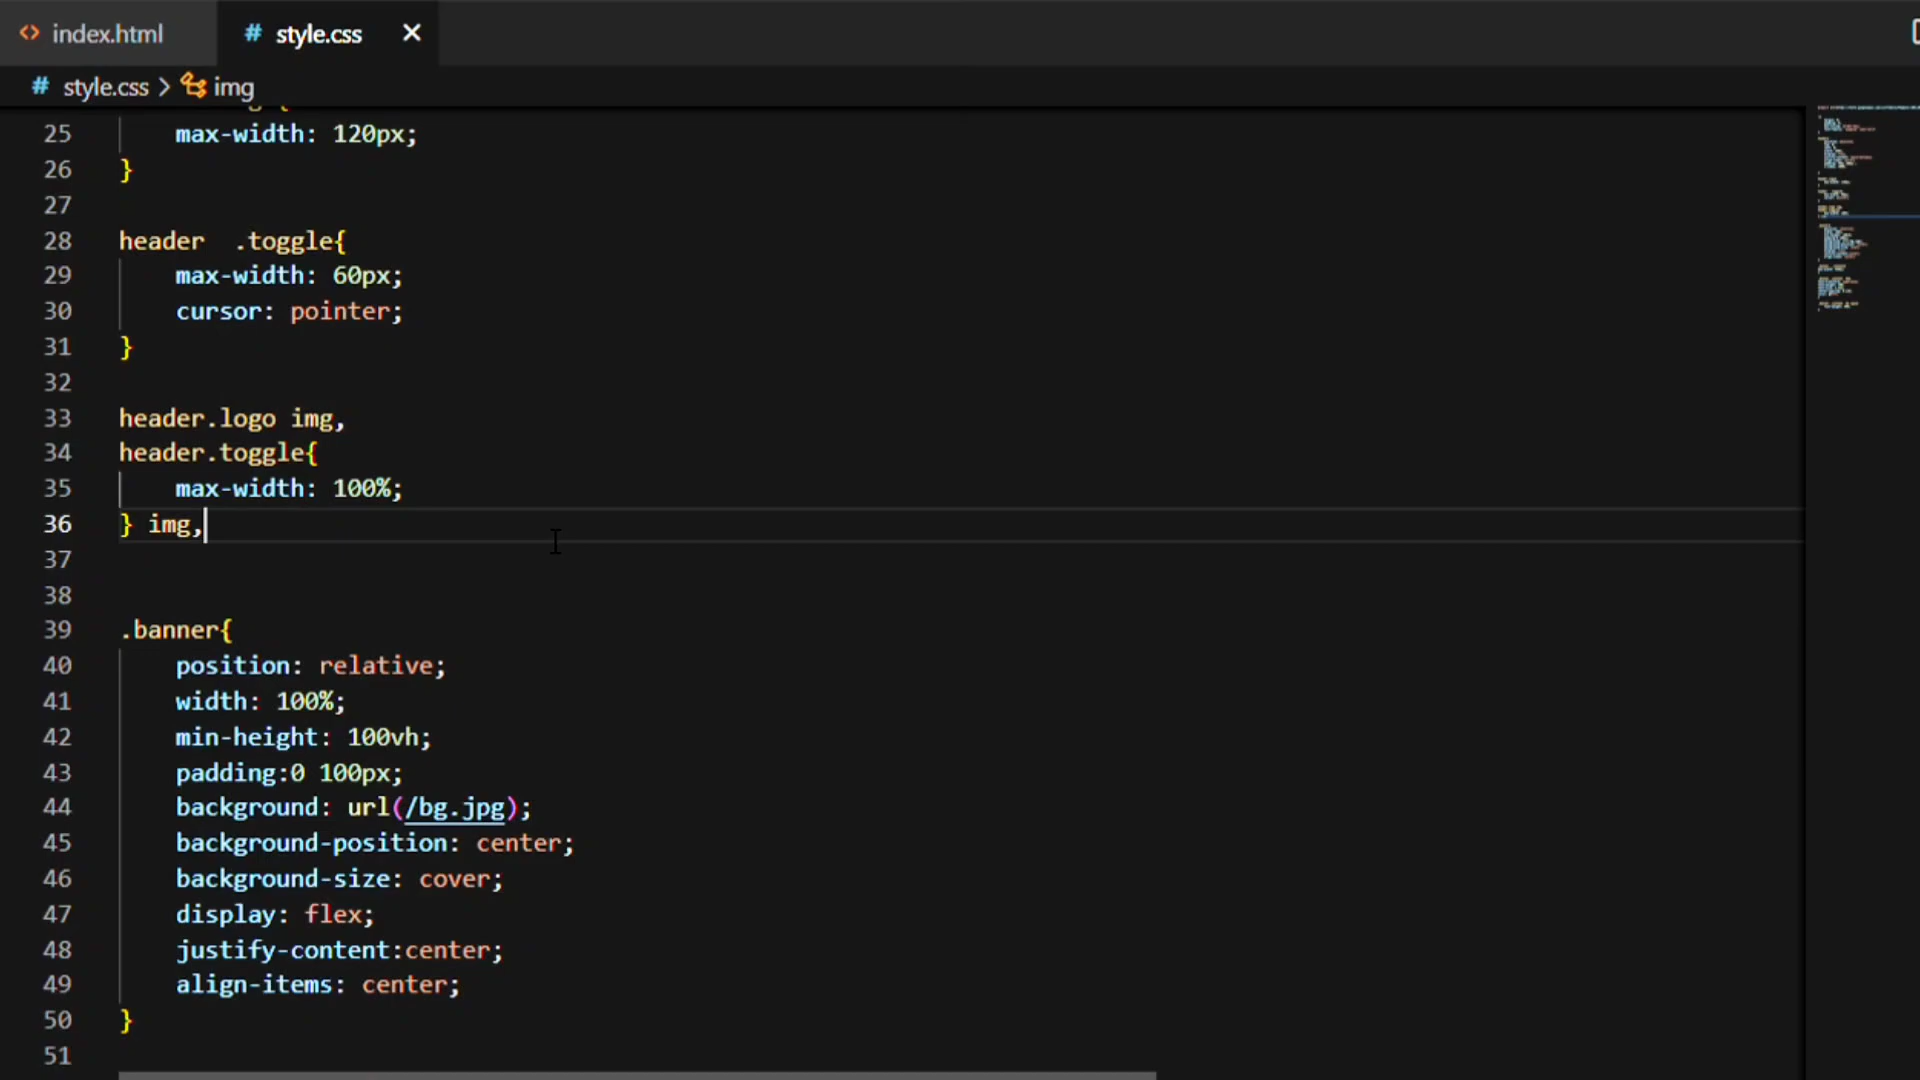 index.html
# style.css
# style.css > img
25 max-width: 120px;
26 }
27
28 header  .toggle{
29 max-width: 60px;
30 cursor: pointer;
31 }
32
33 header.logo img,
34 header.toggle{
35 max-width: 100%;
36 } img,
37
38
39 .banner{
40 position: relative;
41 width: 100%;
42 min-height: 100vh;
43 padding:0 100px;
44 background: url(/bg.jpg);
45 background-position: center;
46 background-size: cover;
47 display: flex;
48 justify-content:center;
49 align-items: center;
50 }
51